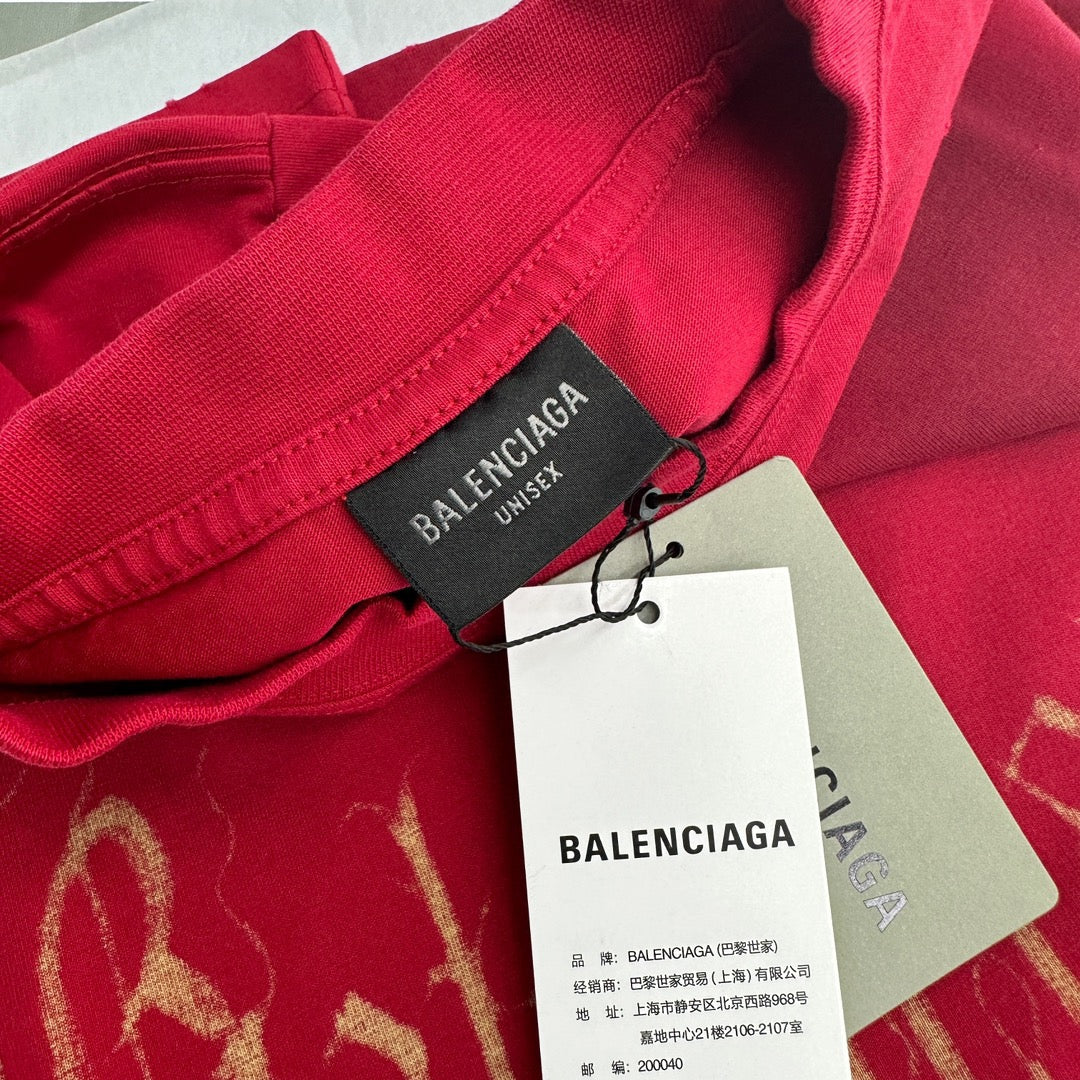 BALENCIAGA
UNISEX
BALENCIAGA
品 牌: BALENCIAGA (巴黎世家)
经销商: 巴黎世家贸易 (上海) 有限公司
地 址: 上海市静安区北京西路968号
嘉地中心21楼2106-2107室
邮 编: 200040
CIAGA